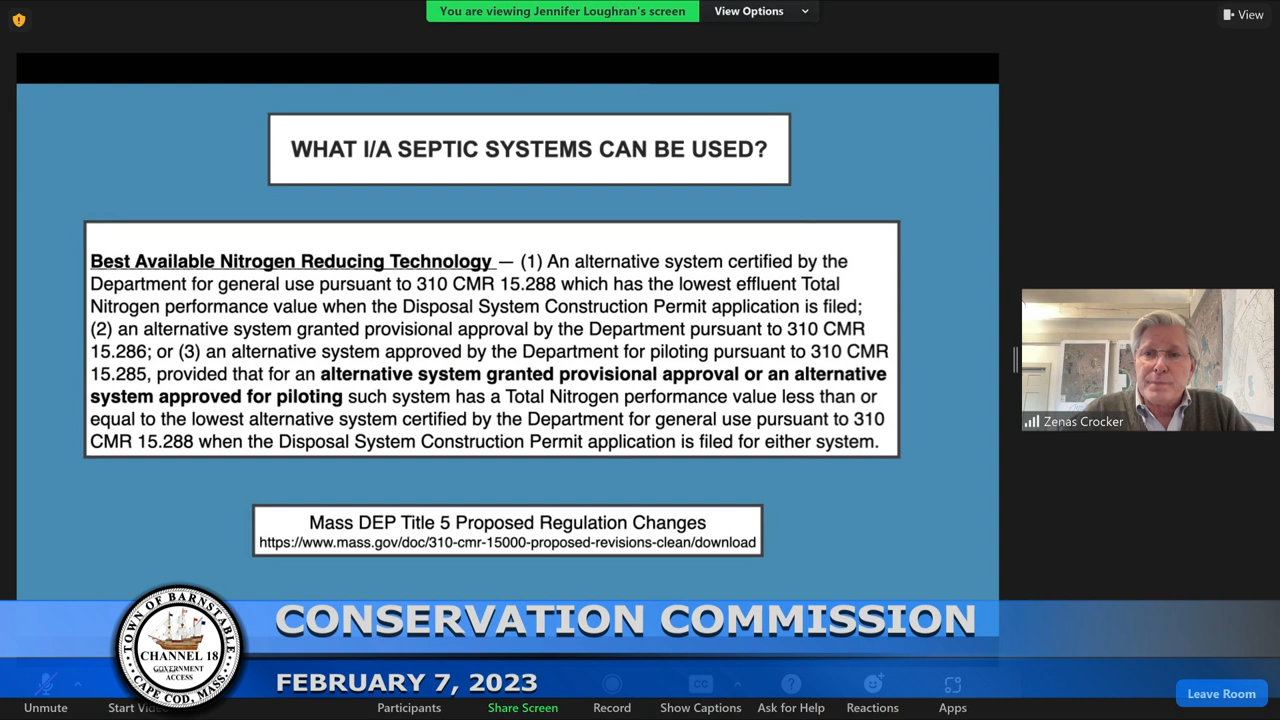 You are viewing Jennifer Loughran's screen
View Options
View
WHAT I/A SEPTIC SYSTEMS CAN BE USED?
Best Available Nitrogen Reducing Technology — (1) An alternative system certified by the
Department for general use pursuant to 310 CMR 15.288 which has the lowest effluent Total
Nitrogen performance value when the Disposal System Construction Permit application is filed;
(2) an alternative system granted provisional approval by the Department pursuant to 310 CMR
15.286; or (3) an alternative system approved by the Department for piloting pursuant to 310 CMR
15.285, provided that for an alternative system granted provisional approval or an alternative
system approved for piloting such system has a Total Nitrogen performance value less than or
equal to the lowest alternative system certified by the Department for general use pursuant to 310
CMR 15.288 when the Disposal System Construction Permit application is filed for either system.
Zenas Crocker
Mass DEP Title 5 Proposed Regulation Changes
https://www.mass.gov/doc/310-cmr-15000-proposed-revisions-clean/download
TOWN OF BARNSTABLE
CHANNEL 18
GOVERNMENT
ACCESS
CAPE COD, MASS.
CONSERVATION COMMISSION
FEBRUARY 7, 2023
CC
Unmute
Start Vide
Participants
Share Screen
Record
Show Captions
Ask for Help
Reactions
Apps
Leave Room